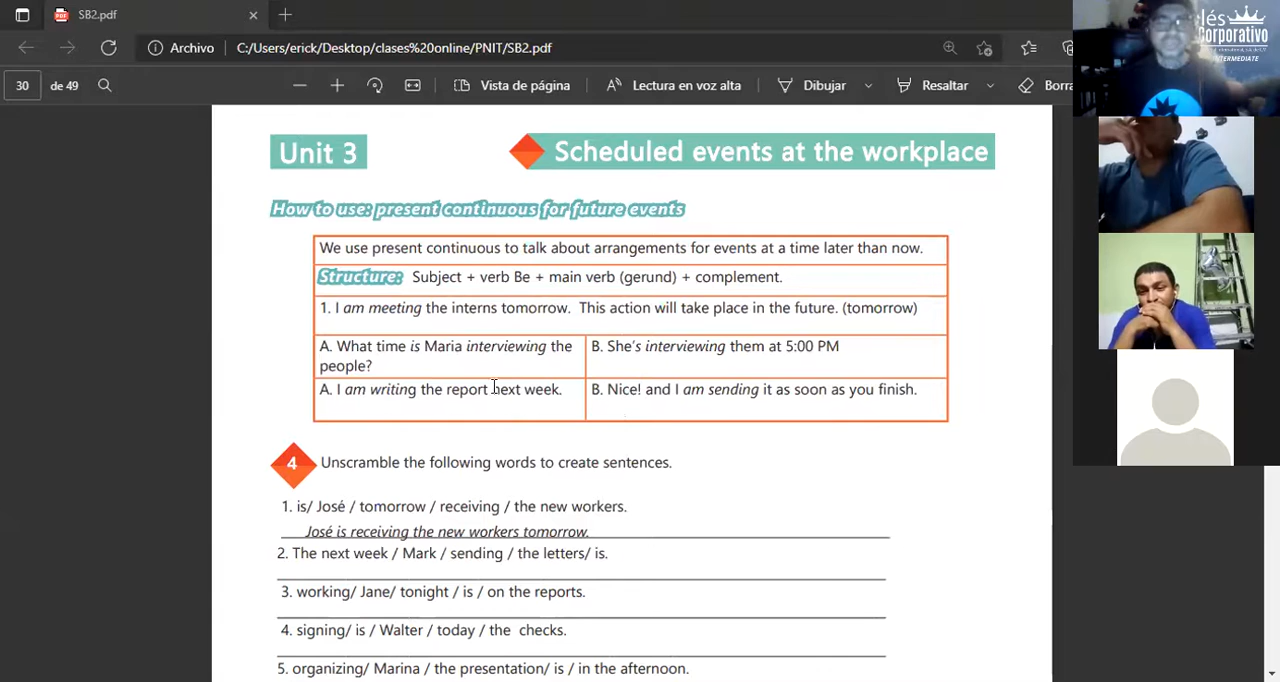 SB2.pdf
Archivo
C:/Users/erick/Desktop/clases%20online/PNIT/SB2.pdf
30
de 49
Vista de página
Lectura en voz alta
Dibujar
Resaltar
Borra
lés
Corporativo
INTERMEDIATE
Unit 3
Scheduled events at the workplace
How to use: present continuous for future events
We use present continuous to talk about arrangements for events at a time later than now.
Structure: Subject + verb Be + main verb (gerund) + complement.
1. I am meeting the interns tomorrow. This action will take place in the future. (tomorrow)
A. What time is Maria interviewing the people?
B. She's interviewing them at 5:00 PM
A. I am writing the report next week.
B. Nice! and I am sending it as soon as you finish.
4 Unscramble the following words to create sentences.
1. is/ José / tomorrow / receiving / the new workers.
José is receiving the new workers tomorrow.
2. The next week / Mark / sending / the letters/ is.
3. working/ Jane/ tonight / is / on the reports.
4. signing/ is / Walter / today / the checks.
5. organizing/ Marina / the presentation/ is / in the afternoon.